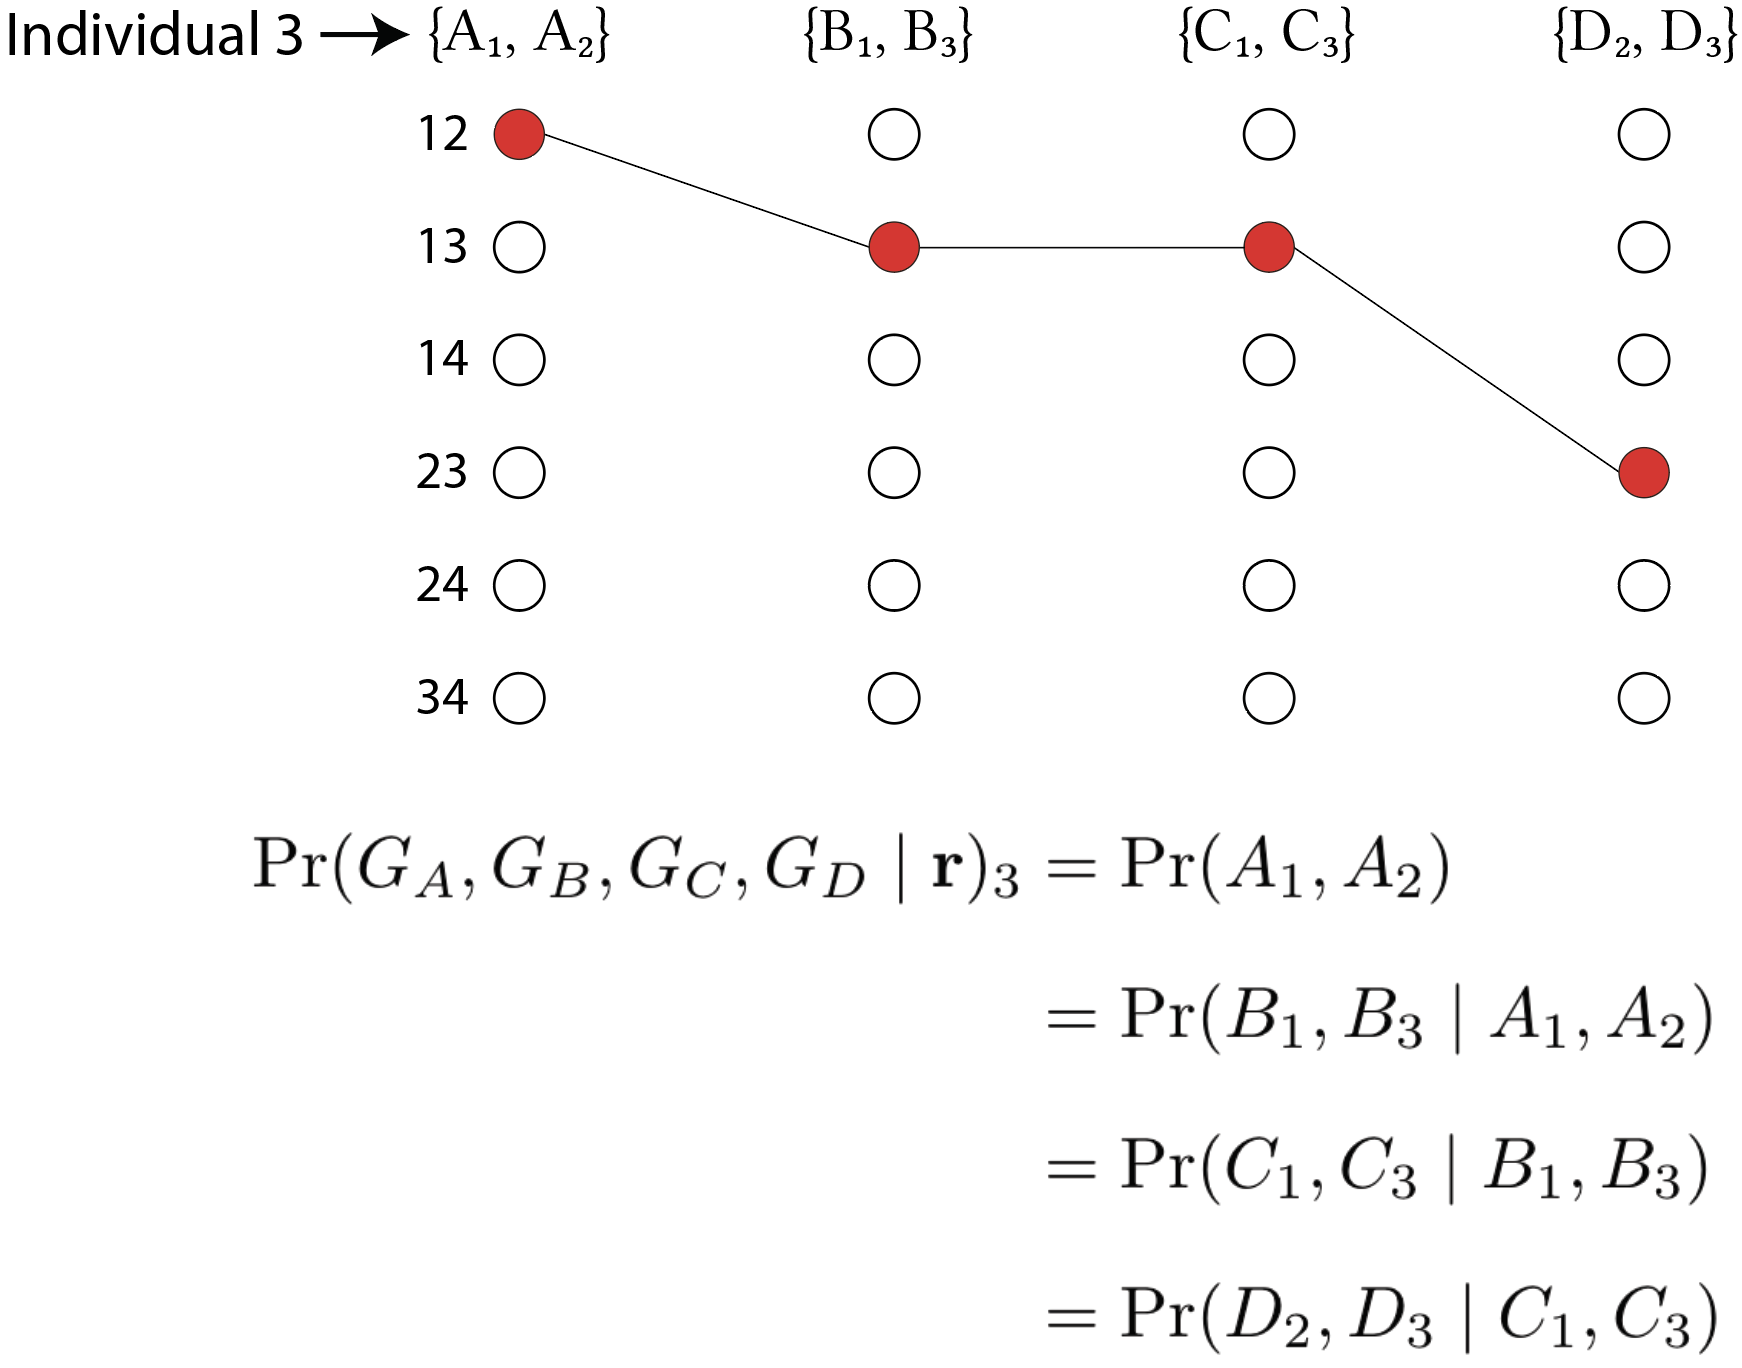 Individual 3 → {A₁, A₂} {B₁, B₃} {C₁, C₃} {D₂, D₃}
12
13
14
23
24
34
Pr(G_A, G_B, G_C, G_D | r)₃ = Pr(A₁, A₂)
= Pr(B₁, B₃ | A₁, A₂)
= Pr(C₁, C₃ | B₁, B₃)
= Pr(D₂, D₃ | C₁, C₃)